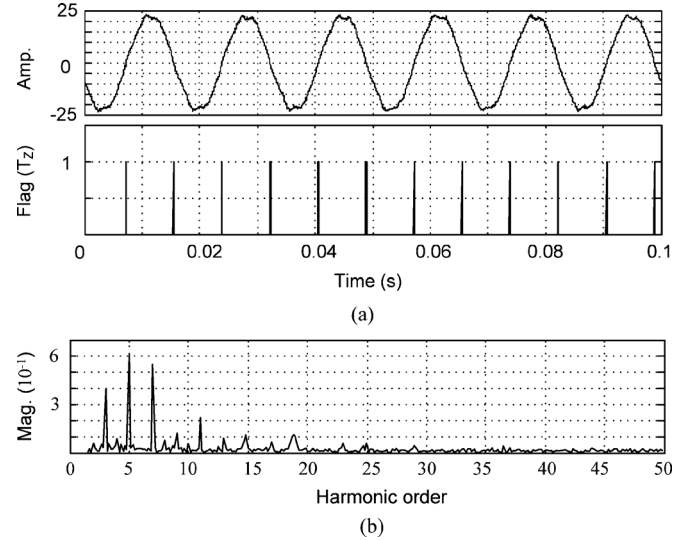 25
Amp.
0
-25
Flag (Tz)
1
0 0.02 0.04 0.06 0.08 0.1
Time (s)
(a)
Mag. (10⁻¹)
6
3
0 5 10 15 20 25 30 35 40 45 50
Harmonic order
(b)